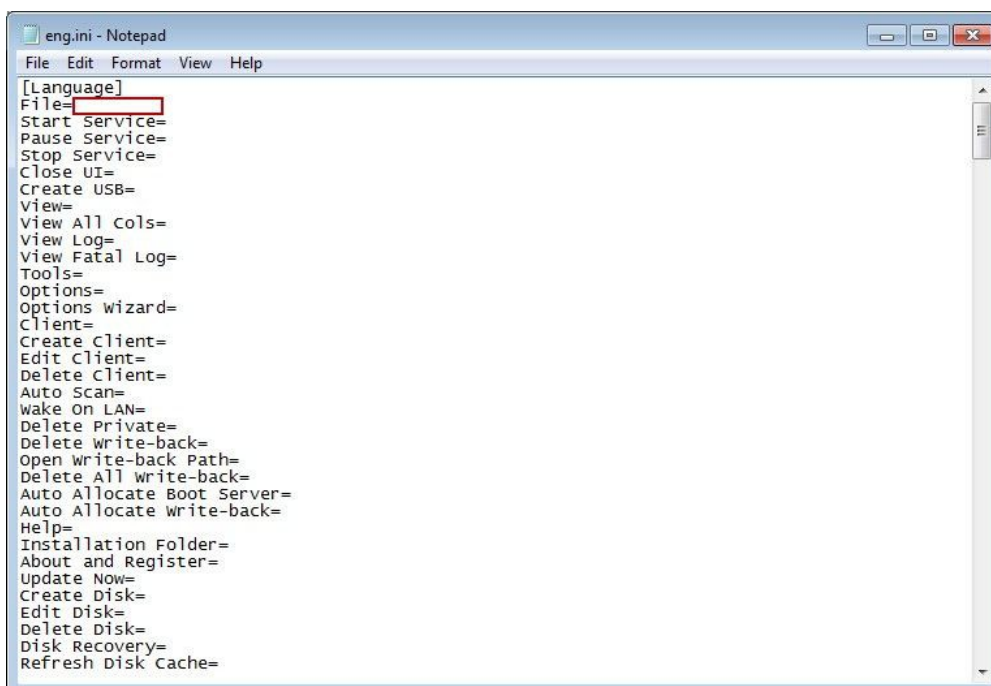 eng.ini - Notepad
File Edit Format View Help
[Language]
File=
Start Service=
Pause Service=
Stop Service=
Close UI=
Create USB=
View=
View All Cols=
View Log=
View Fatal Log=
Tools=
Options=
Options Wizard=
Client=
Create Client=
Edit Client=
Delete Client=
Auto Scan=
Wake On LAN=
Delete Private=
Delete Write-back=
Open Write-back Path=
Delete All Write-back=
Auto Allocate Boot Server=
Auto Allocate Write-back=
Help=
Installation Folder=
About and Register=
Update Now=
Create Disk=
Edit Disk=
Delete Disk=
Disk Recovery=
Refresh Disk Cache=